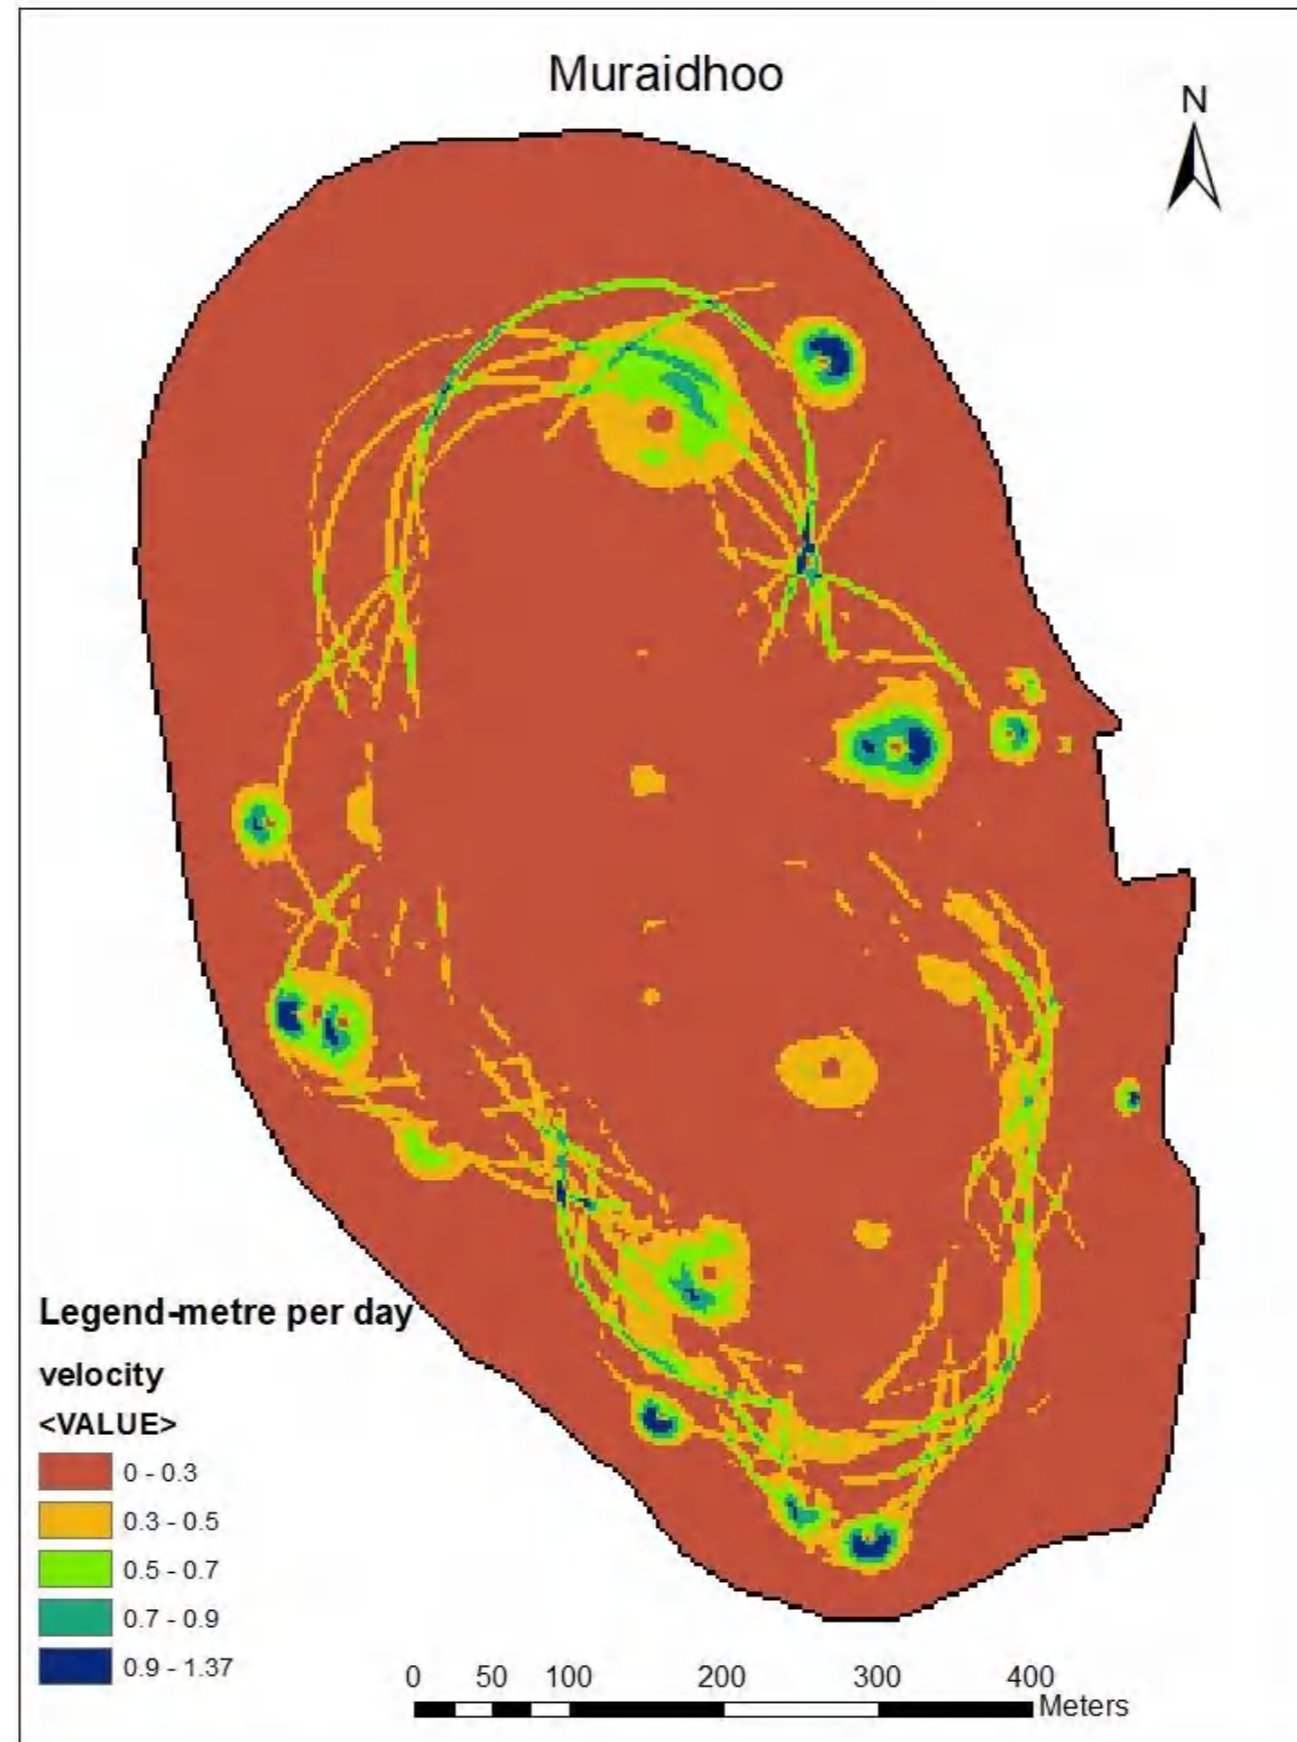 Muraidhoo
N
Legend-metre per day
velocity
<VALUE>
0 - 0.3
0.3 - 0.5
0.5 - 0.7
0.7 - 0.9
0.9 - 1.37
0 50 100 200 300 400
Meters